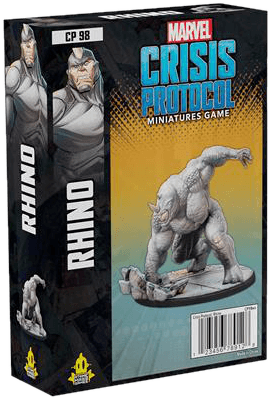 CP 98
RHINO
RHINO
MARVEL
CRISIS
PROTOCOL
MINIATURES GAME